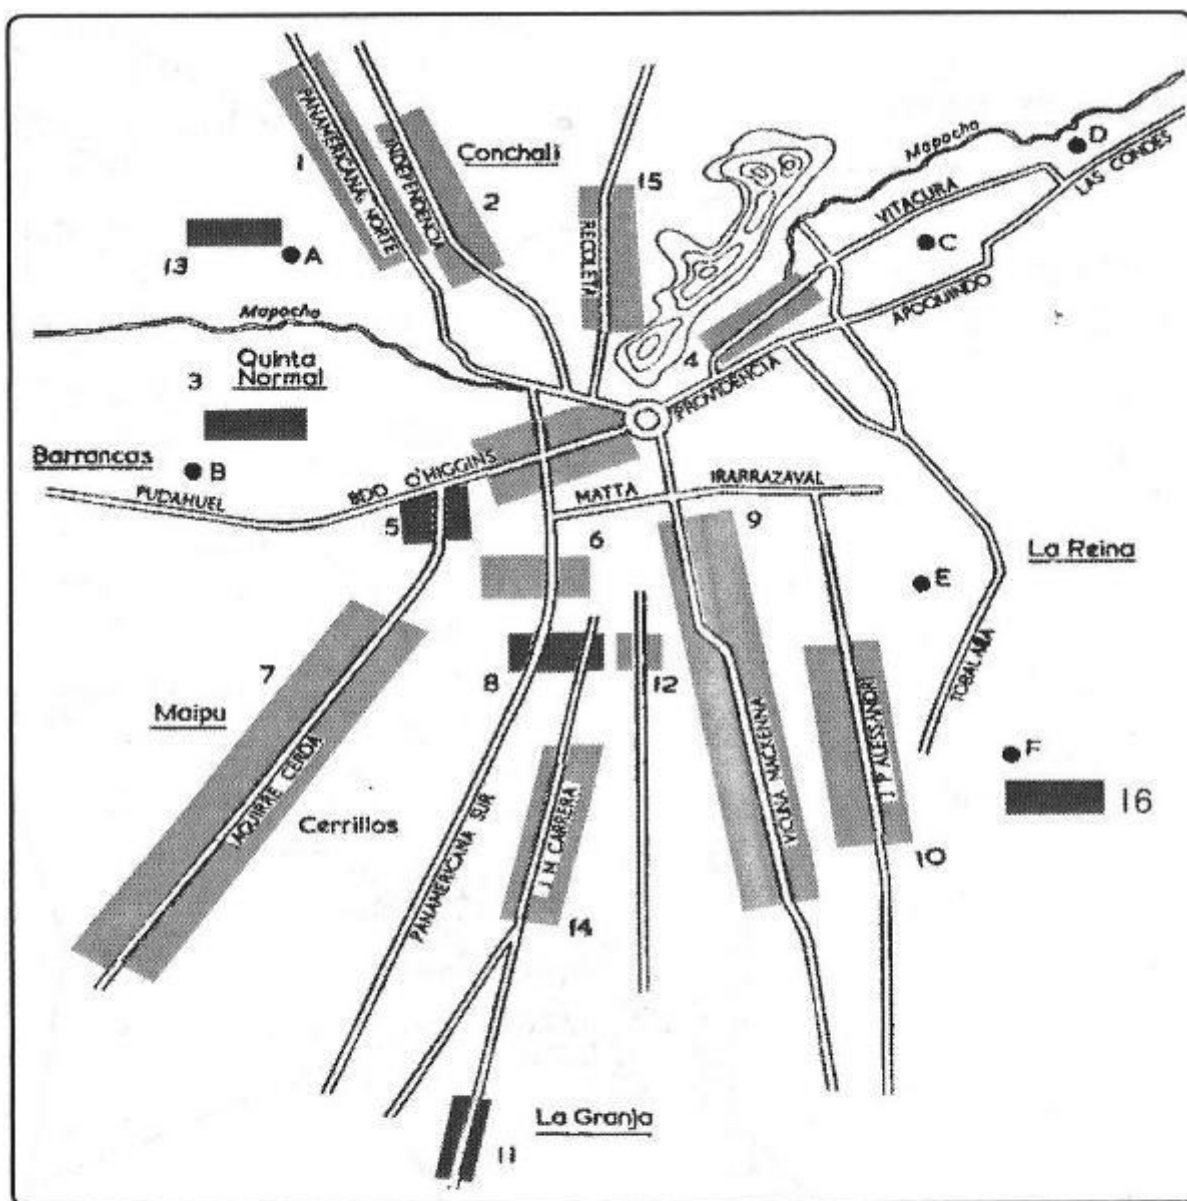 PANAMERICANA NORTE
1
INDEPENDENCIA
2
Conchali
15
RECOLETA
Mapocho
D
LAS CONDES
VITACURA
C
APOQUINDO
13
A
Mapocho
3
Quinta
Normal
4
PROVIDENCIA
Barrancas
B
PUDAHUEL
BDO O'HIGGINS
5
MATTA
IRARRAZAVAL
6
9
La Reina
E
TOBALABA
7
8
12
Maipu
P AGUIRRE CERDA
Cerrillos
PANAMERICANA SUR
J. M. CARRERA
14
VICUNA MACKENNA
J P ALESSANDRI
10
F
16
La Granja
11